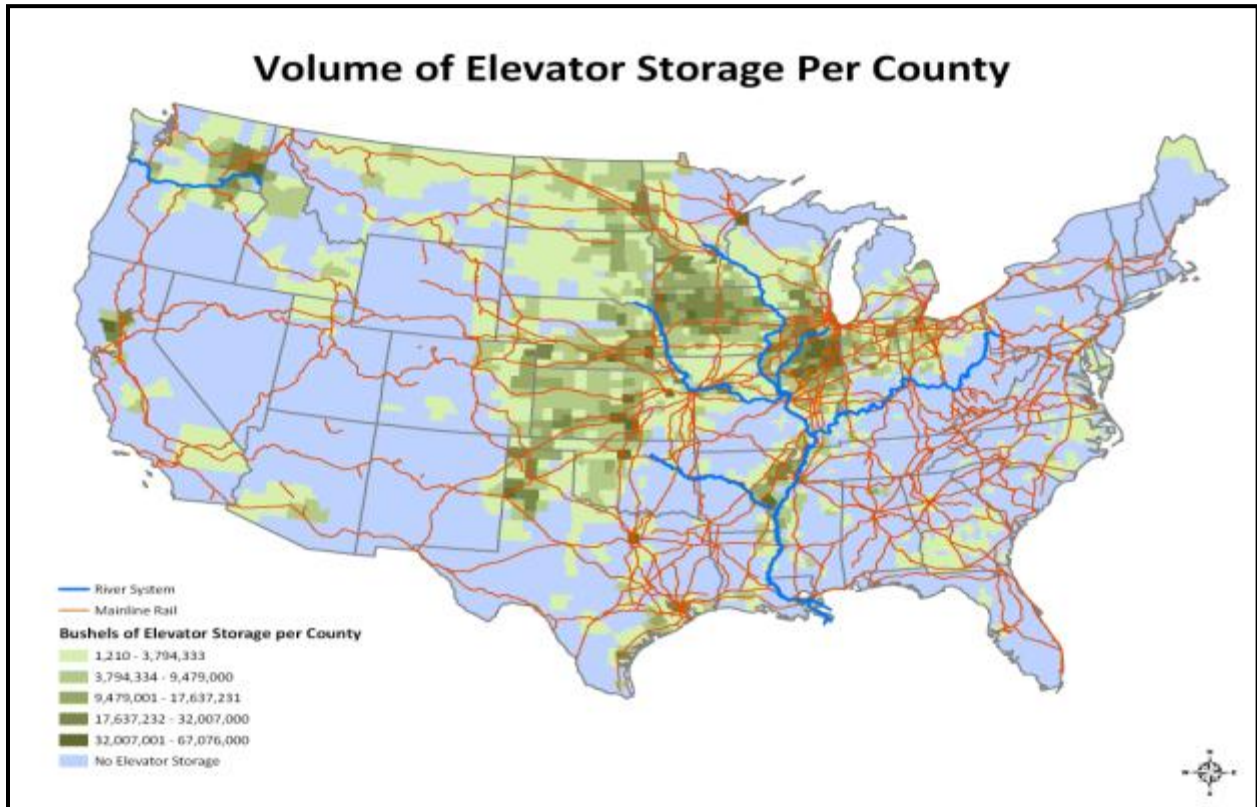 Volume of Elevator Storage Per County
River System
Mainline Rail
Bushels of Elevator Storage per County
1,210 - 3,794,333
3,794,334 - 9,479,000
9,479,001 - 17,637,231
17,637,232 - 32,007,000
32,007,001 - 67,076,000
No Elevator Storage
N
W E
S